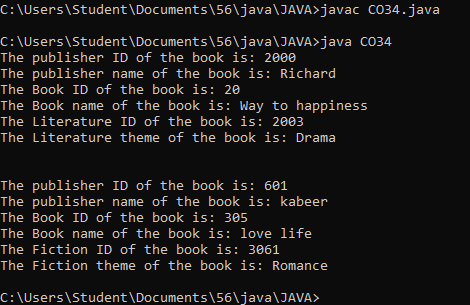 C:\Users\Student\Documents\56\java\JAVA>javac CO34.java
C:\Users\Student\Documents\56\java\JAVA>java CO34
The publisher ID of the book is: 2000
The publisher name of the book is: Richard
The Book ID of the book is: 20
The Book name of the book is: Way to happiness
The Literature ID of the book is: 2003
The Literature theme of the book is: Drama
The publisher ID of the book is: 601
The publisher name of the book is: kabeer
The Book ID of the book is: 305
The Book name of the book is: love life
The Fiction ID of the book is: 3061
The Fiction theme of the book is: Romance
C:\Users\Student\Documents\56\java\JAVA>